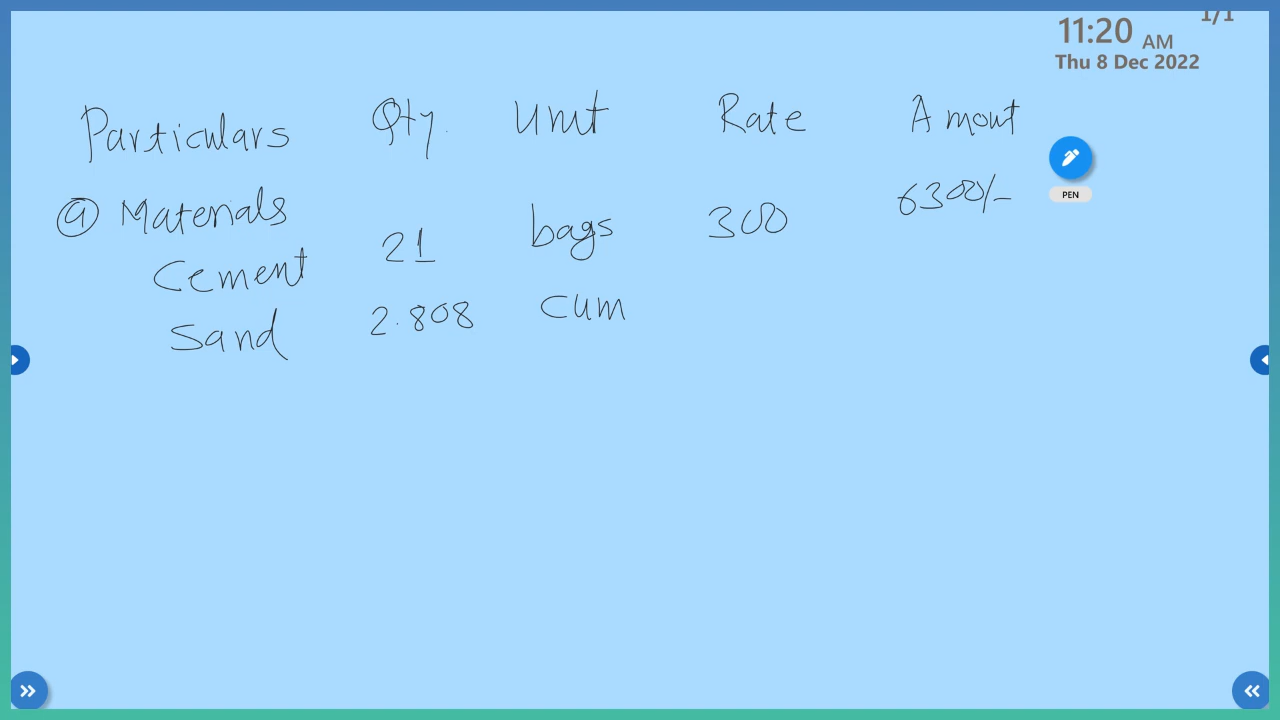 1/1
11:20 AM
Thu 8 Dec 2022
Particulars Qty. Unit Rate Amout
PEN
ⓐ Materials 6300/-
Cement 21 bags 300
Sand 2.808 cum